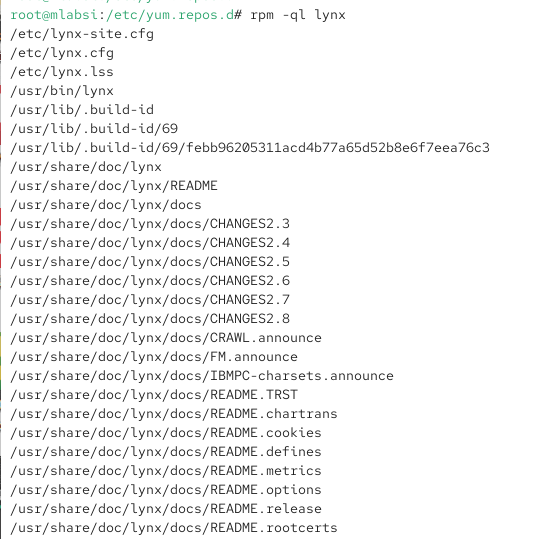 root@mlabsi:/etc/yum.repos.d# rpm -ql lynx
/etc/lynx-site.cfg
/etc/lynx.cfg
/etc/lynx.lss
/usr/bin/lynx
/usr/lib/.build-id
/usr/lib/.build-id/69
/usr/lib/.build-id/69/febb96205311acd4b77a65d52b8e6f7eea76c3
/usr/share/doc/lynx
/usr/share/doc/lynx/README
/usr/share/doc/lynx/docs
/usr/share/doc/lynx/docs/CHANGES2.3
/usr/share/doc/lynx/docs/CHANGES2.4
/usr/share/doc/lynx/docs/CHANGES2.5
/usr/share/doc/lynx/docs/CHANGES2.6
/usr/share/doc/lynx/docs/CHANGES2.7
/usr/share/doc/lynx/docs/CHANGES2.8
/usr/share/doc/lynx/docs/CRAWL.announce
/usr/share/doc/lynx/docs/FM.announce
/usr/share/doc/lynx/docs/IBMPC-charsets.announce
/usr/share/doc/lynx/docs/README.TRST
/usr/share/doc/lynx/docs/README.chartrans
/usr/share/doc/lynx/docs/README.cookies
/usr/share/doc/lynx/docs/README.defines
/usr/share/doc/lynx/docs/README.metrics
/usr/share/doc/lynx/docs/README.options
/usr/share/doc/lynx/docs/README.release
/usr/share/doc/lynx/docs/README.rootcerts